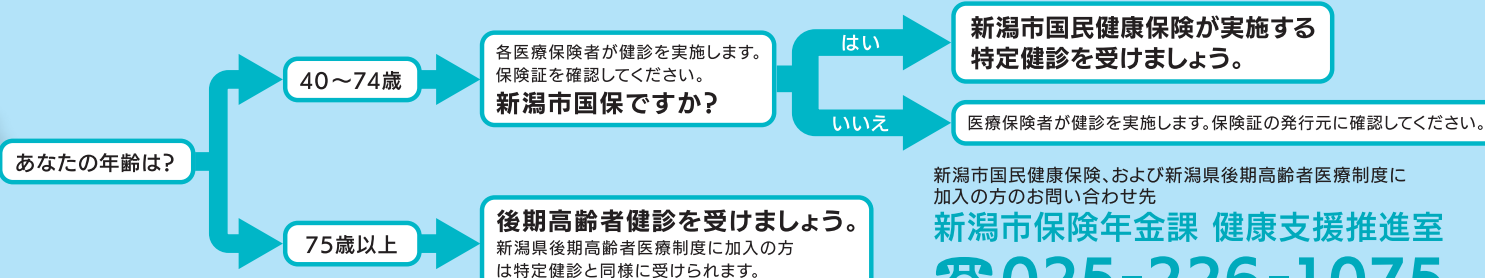 あなたの年齢は?
40～74歳
各医療保険者が健診を実施します。
保険証を確認してください。
新潟市国保ですか?
はい
新潟市国民健康保険が実施する
特定健診を受けましょう。
いいえ
医療保険者が健診を実施します。保険証の発行元に確認してください。
75歳以上
後期高齢者健診を受けましょう。
新潟県後期高齢者医療制度に加入の方
は特定健診と同様に受けられます。
新潟市国民健康保険、および新潟県後期高齢者医療制度に
加入の方のお問い合わせ先
新潟市保険年金課 健康支援推進室
☎025-226-1075